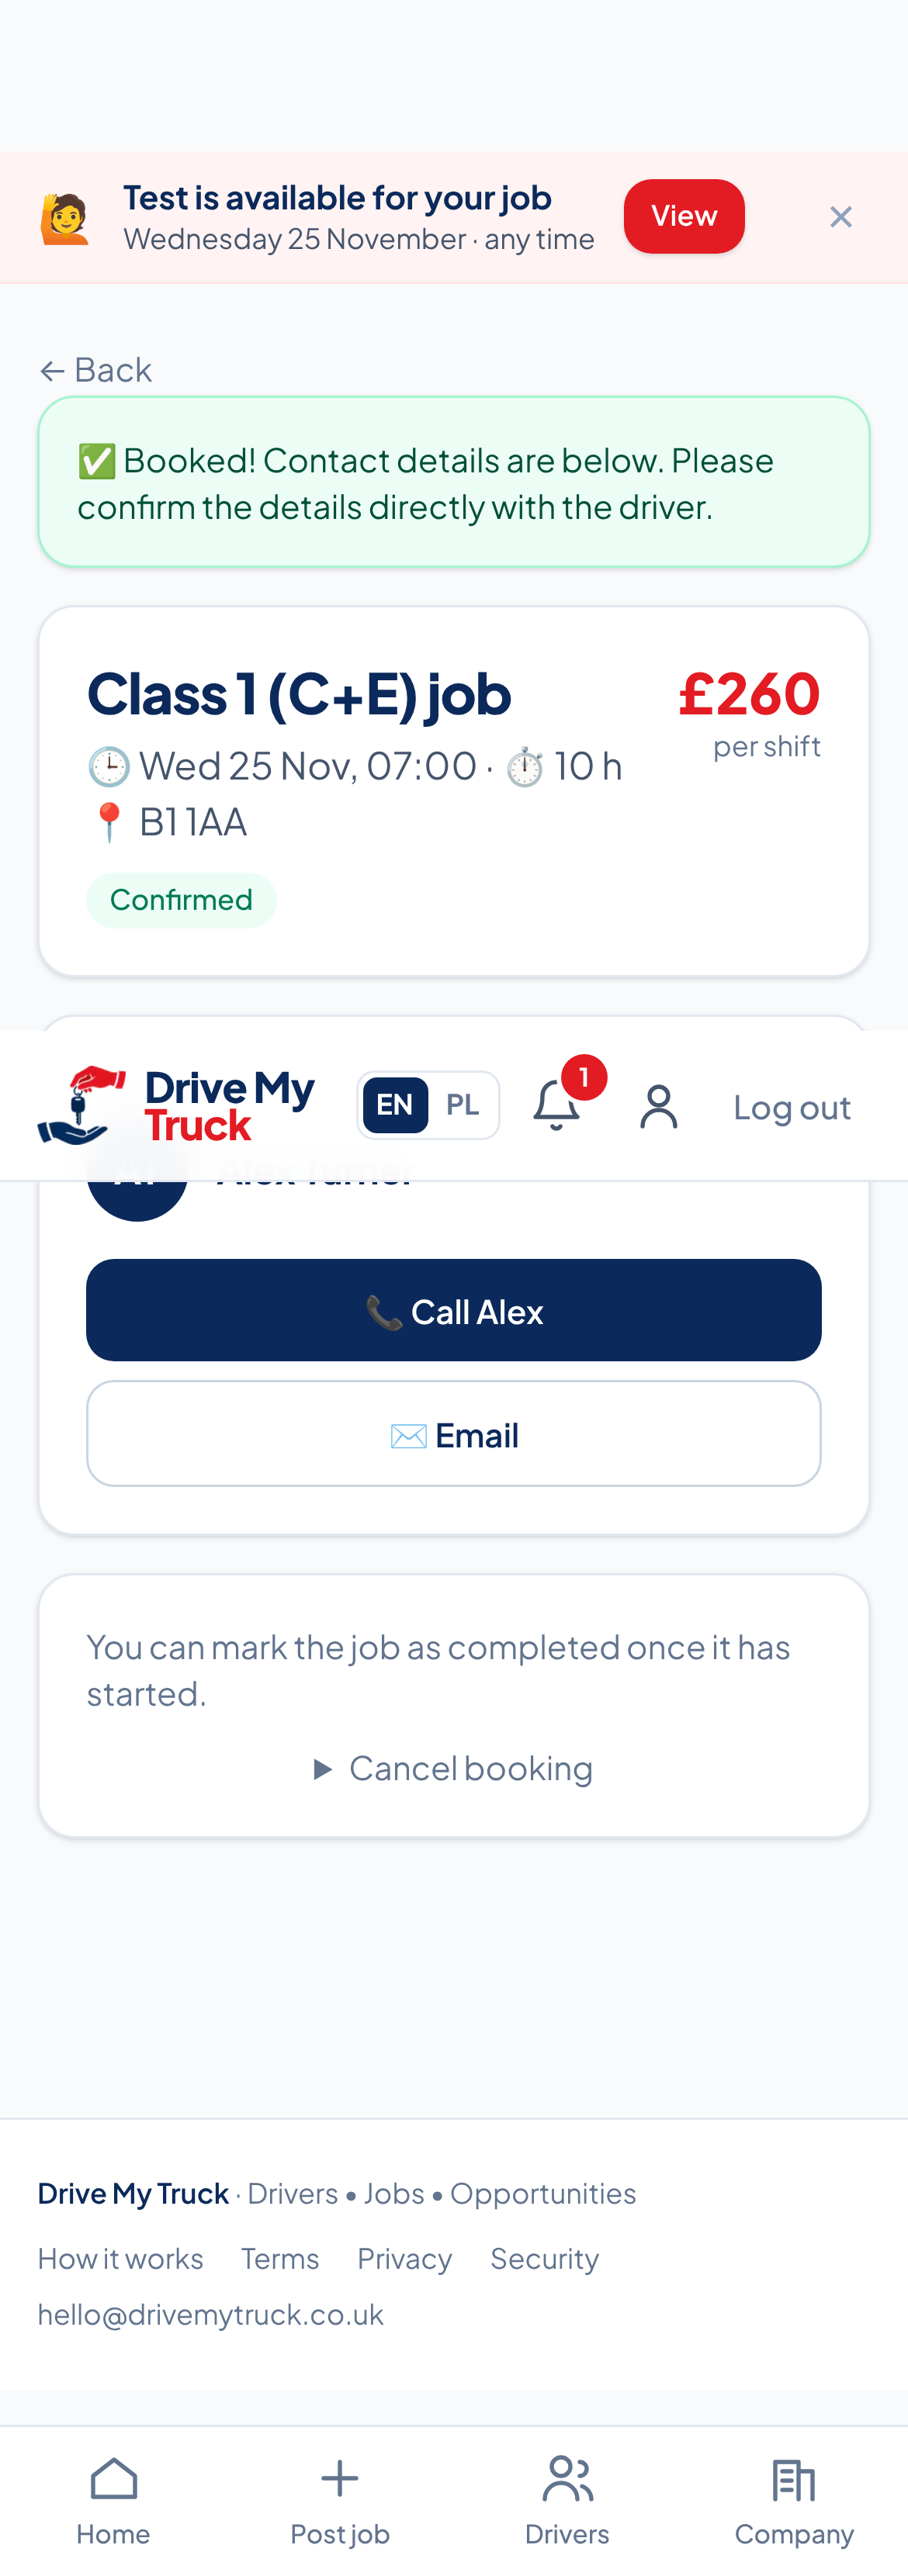 Test is available for your job
Wednesday 25 November · any time
View
← Back
✅ Booked! Contact details are below. Please
confirm the details directly with the driver.
Class 1 (C+E) job
£260
per shift
Wed 25 Nov, 07:00 · ⏱️ 10 h
B1 1AA
Confirmed
Drive My
Truck
EN
PL
1
Log out
Alex Turner
Call Alex
Email
You can mark the job as completed once it has
started.
▶ Cancel booking
Drive My Truck · Drivers • Jobs • Opportunities
How it works Terms Privacy Security
hello@drivemytruck.co.uk
Home
Post job
Drivers
Company